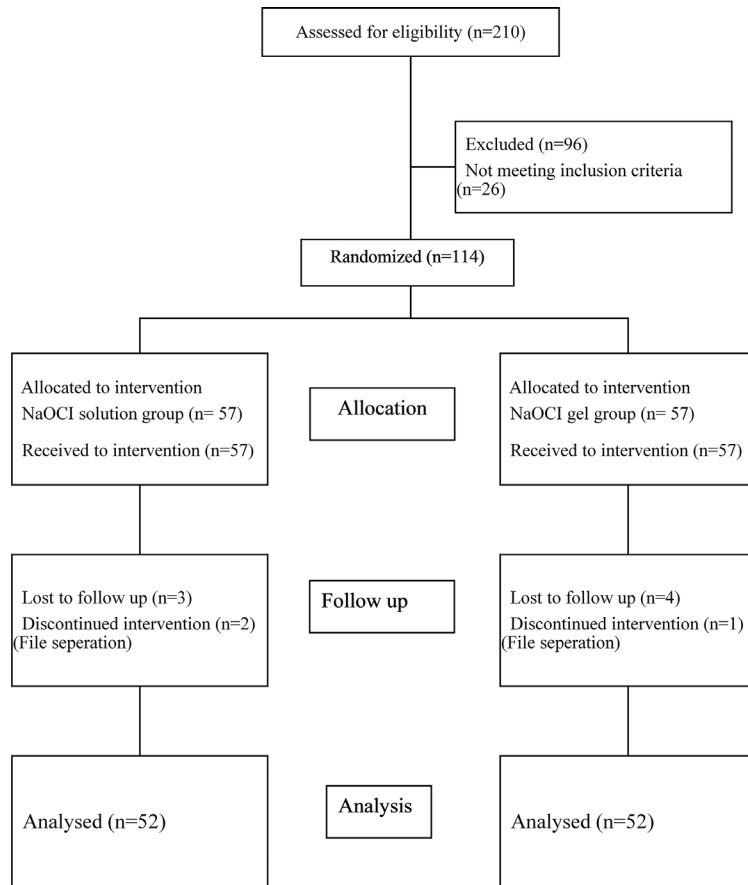 Assessed for eligibility (n=210)
Excluded (n=96)
Not meeting inclusion criteria
(n=26)
Randomized (n=114)
Allocated to intervention
NaOCI solution group (n= 57)
Received to intervention (n=57)
Allocation
Allocated to intervention
NaOCI gel group (n= 57)
Received to intervention (n=57)
Lost to follow up (n=3)
Discontinued intervention (n=2)
(File seperation)
Follow up
Lost to follow up (n=4)
Discontinued intervention (n=1)
(File seperation)
Analysed (n=52)
Analysis
Analysed (n=52)